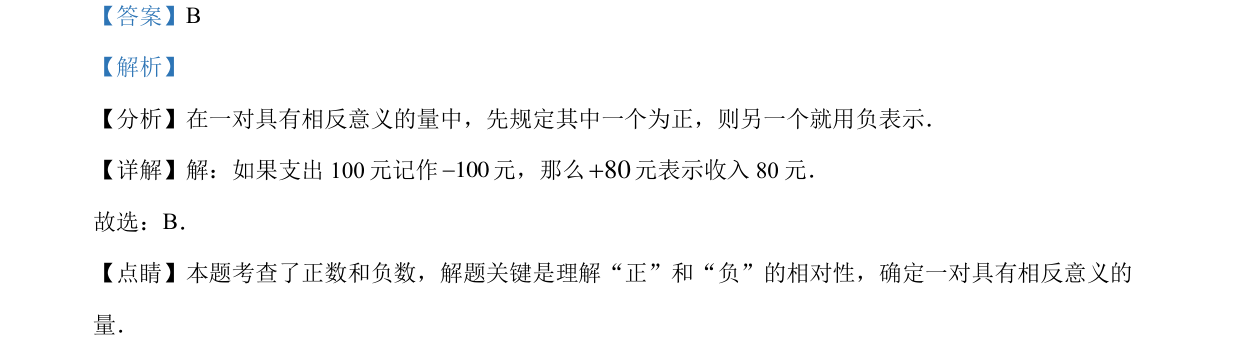 【答案】B
【解析】
【分析】在一对具有相反意义的量中，先规定其中一个为正，则另一个就用负表示．
【详解】解：如果支出 100 元记作 −100 元，那么 +80 元表示收入 80 元．
故选：B．
【点睛】本题考查了正数和负数，解题关键是理解“正”和“负”的相对性，确定一对具有相反意义的
量．